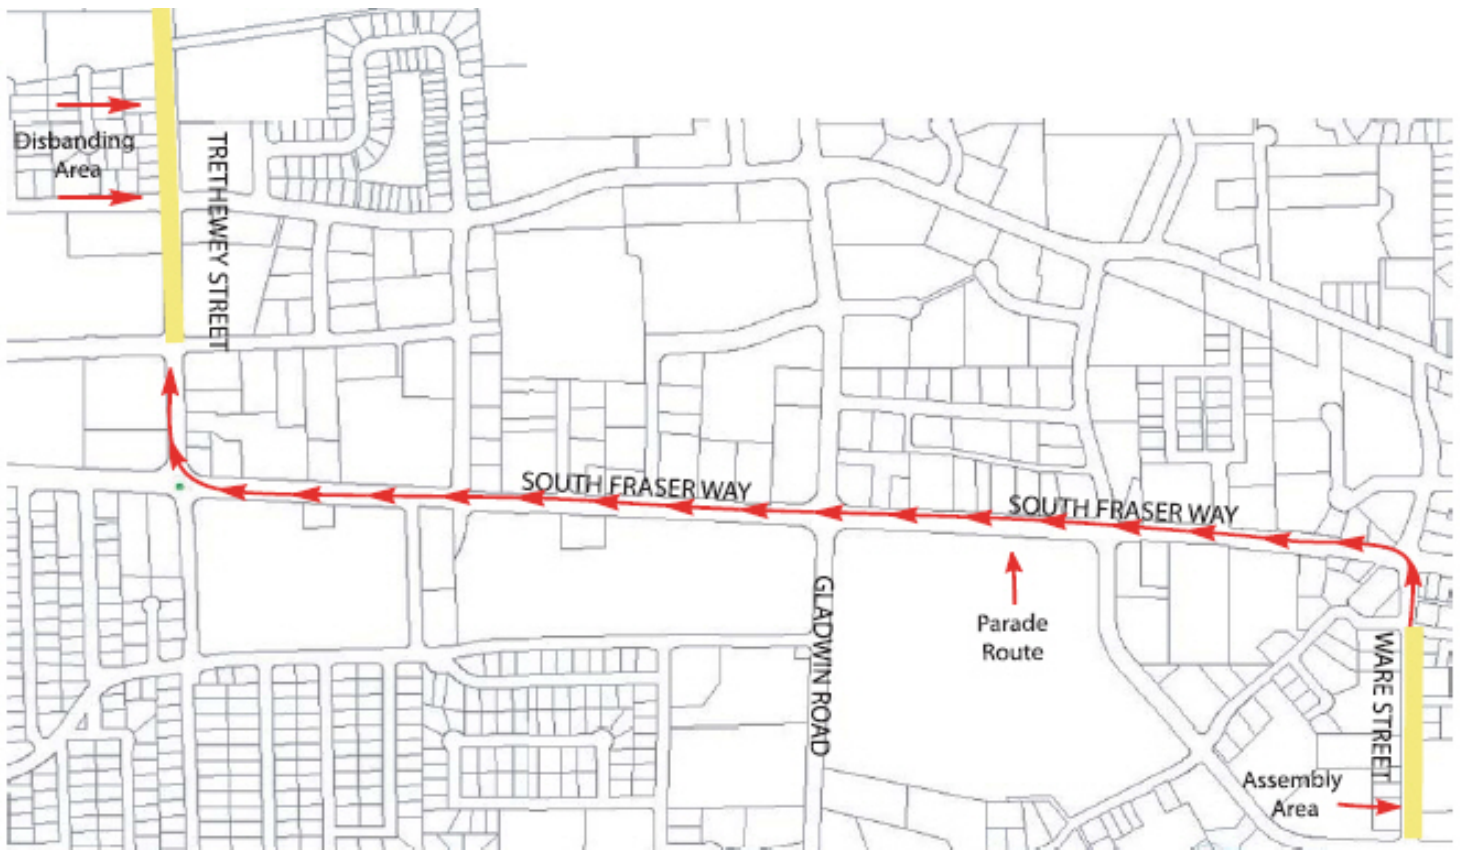 Disbanding
Area
TRETHEWEY STREET
SOUTH FRASER WAY
SOUTH FRASER WAY
GLADWIN ROAD
Parade
Route
WARE STREET
Assembly
Area